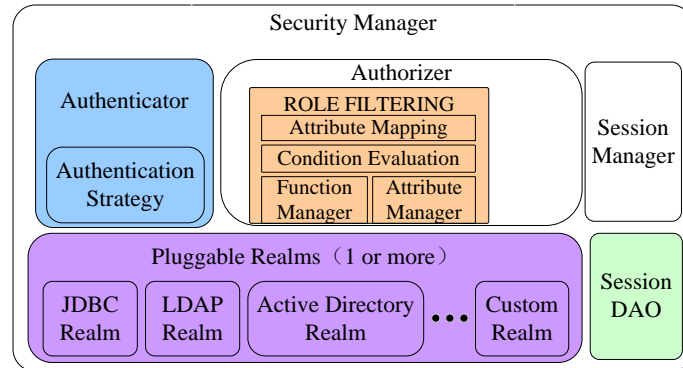 Security Manager
Authenticator
Authentication
Strategy
Authorizer
ROLE FILTERING
Attribute Mapping
Condition Evaluation
Function
Manager
Attribute
Manager
Session
Manager
Pluggable Realms（1 or more）
JDBC
Realm
LDAP
Realm
Active Directory
Realm
•••
Custom
Realm
Session
DAO